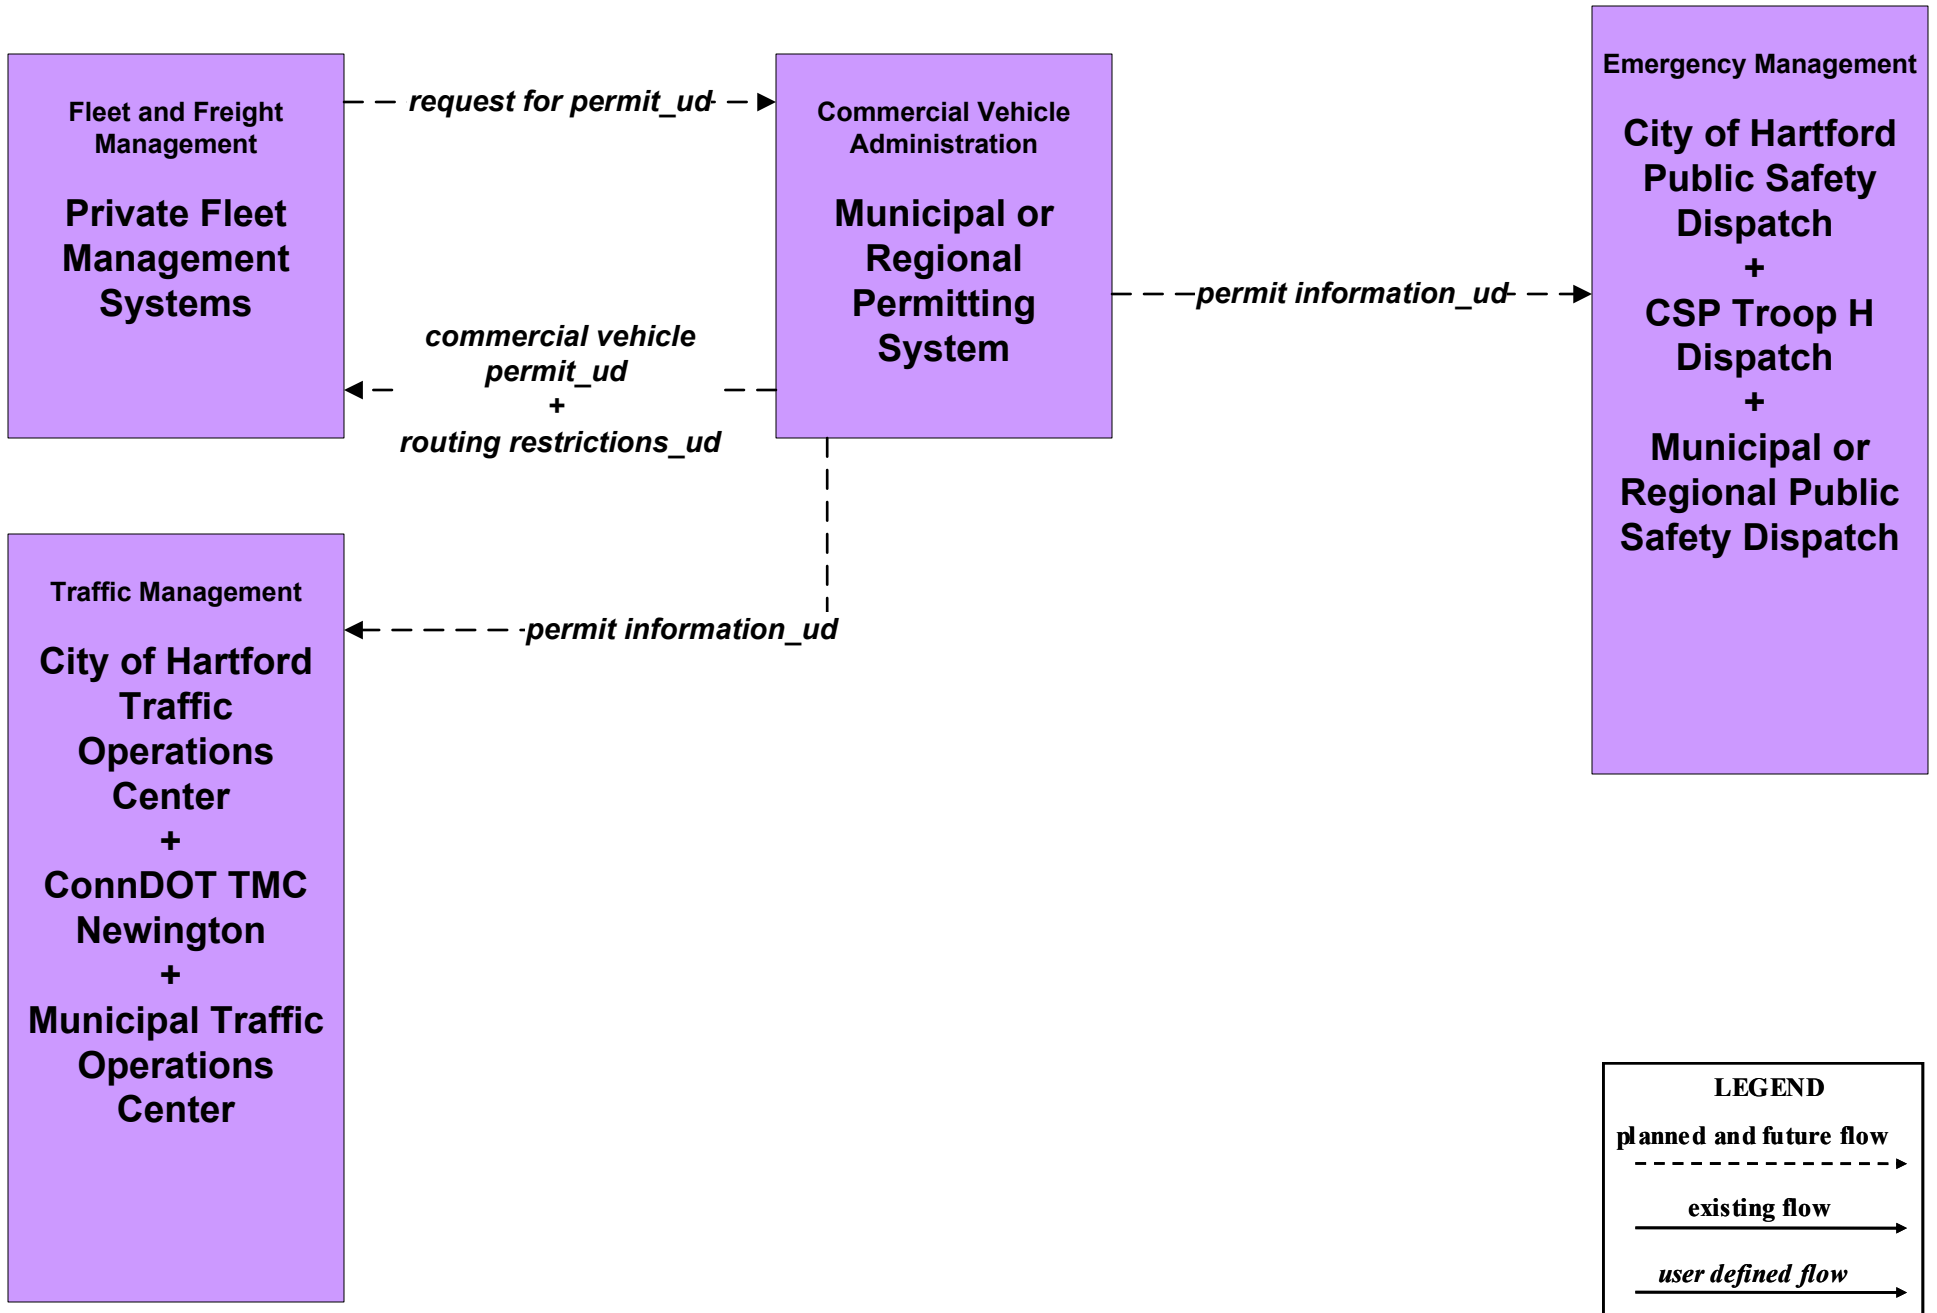 Fleet and Freight
Management
Private Fleet
Management
Systems
request for permit_ud
Commercial Vehicle
Administration
Municipal or
Regional
Permitting
System
commercial vehicle
permit_ud
+
routing restrictions_ud
permit information_ud
Emergency Management
City of Hartford
Public Safety
Dispatch
+
CSP Troop H
Dispatch
+
Municipal or
Regional Public
Safety Dispatch
Traffic Management
City of Hartford
Traffic
Operations
Center
+
ConnDOT TMC
Newington
+
Municipal Traffic
Operations
Center
permit information_ud
LEGEND
planned and future flow
existing flow
user defined flow